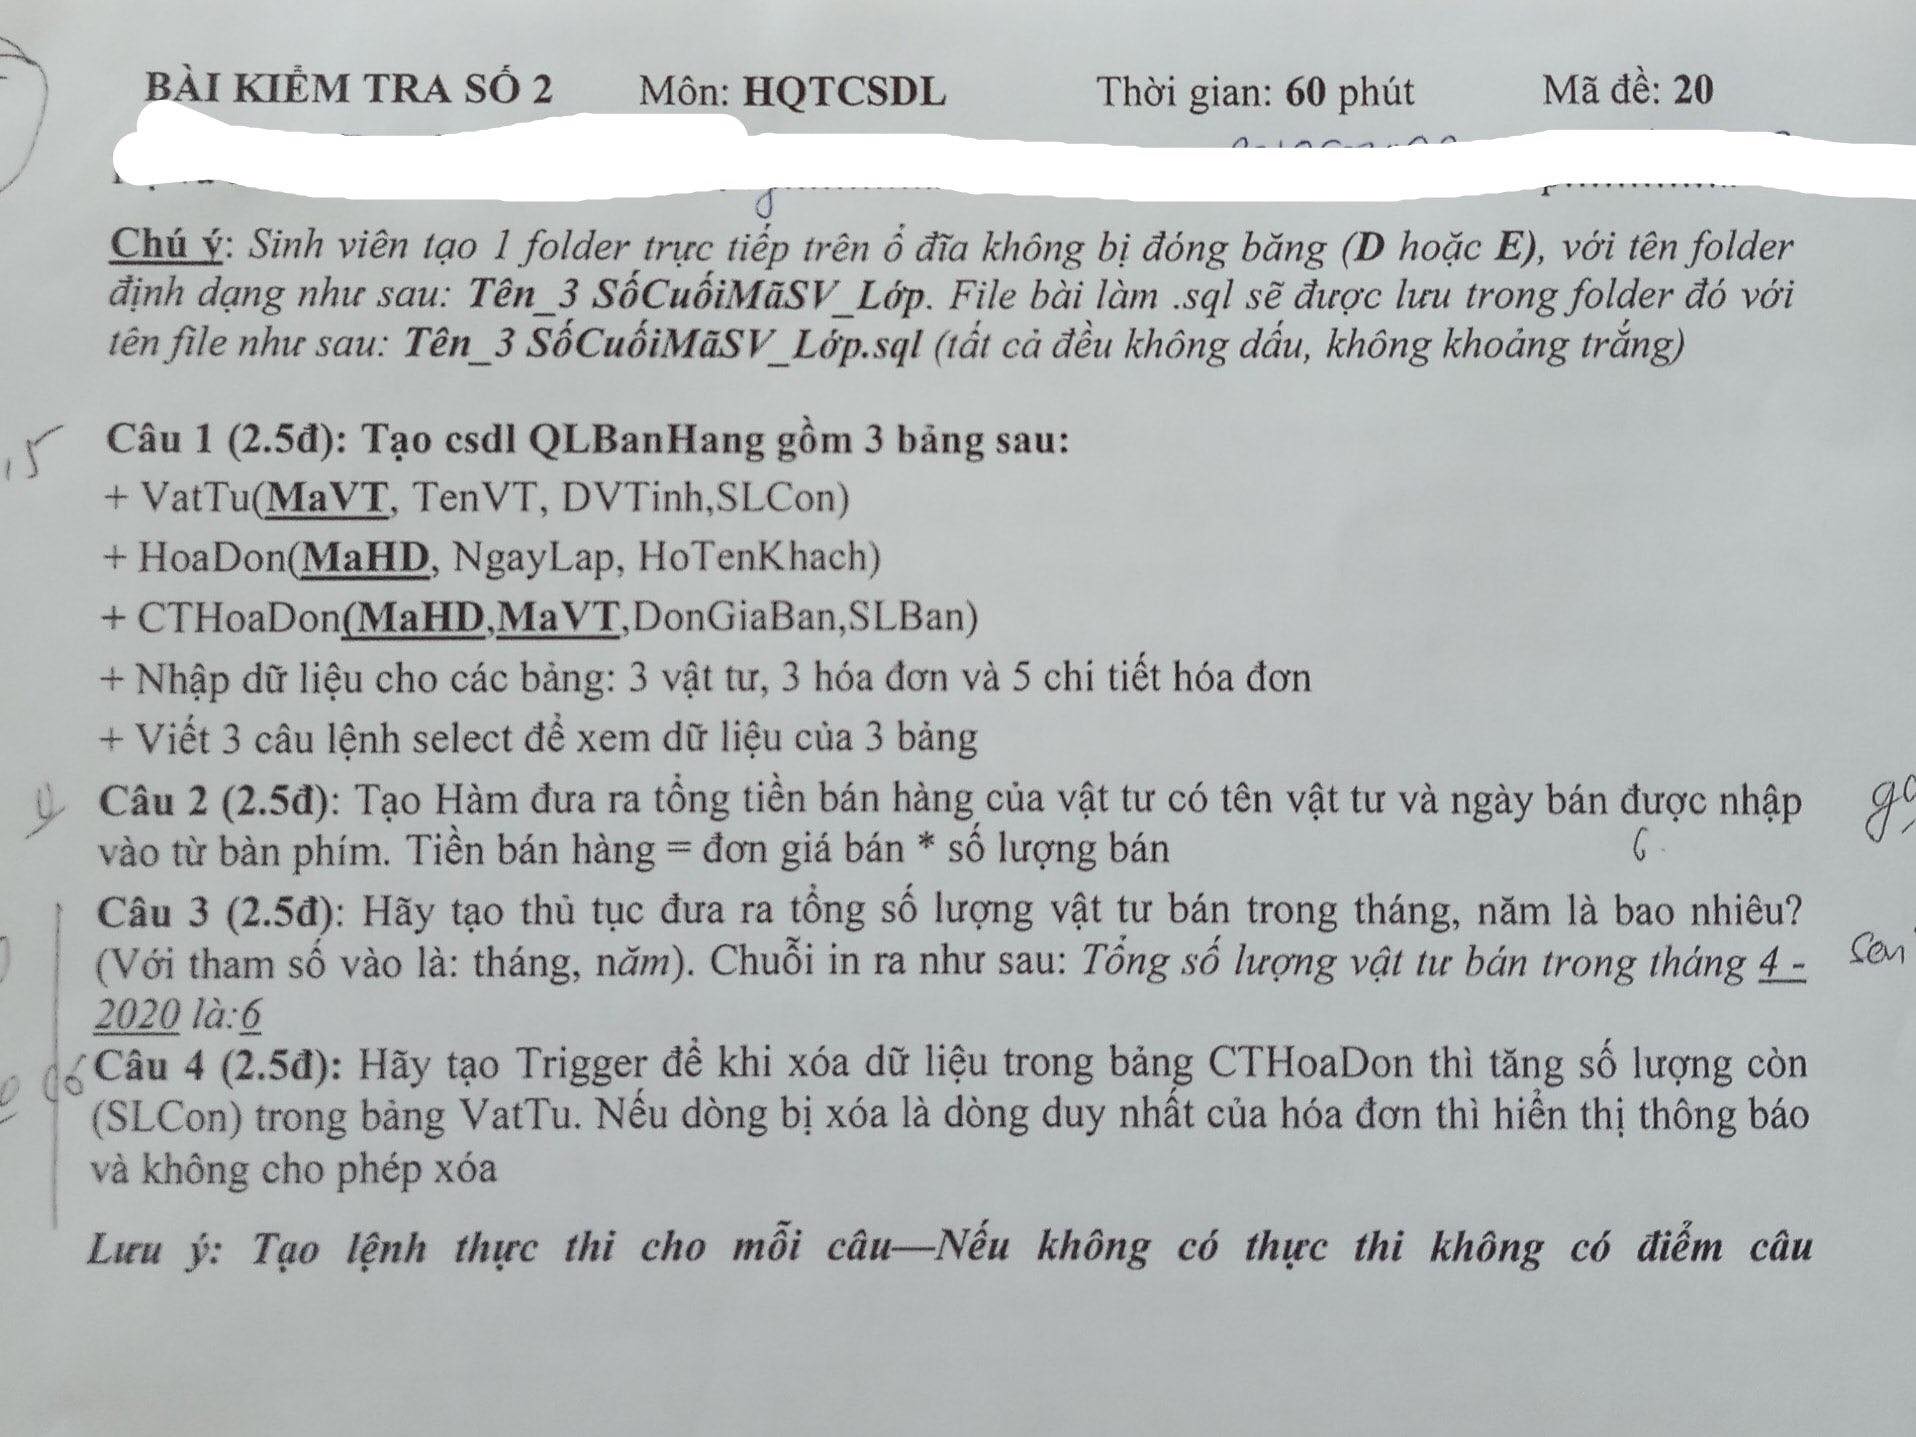 BÀI KIỂM TRA SỐ 2 Môn: HQTCSDL Thời gian: 60 phút Mã đề: 20
Chú ý: Sinh viên tạo 1 folder trực tiếp trên ổ đĩa không bị đóng băng (D hoặc E), với tên folder
định dạng như sau: Tên_3 SốCuốiMãSV_Lớp. File bài làm .sql sẽ được lưu trong folder đó với
tên file như sau: Tên_3 SốCuốiMãSV_Lớp.sql (tất cả đều không dấu, không khoảng trắng)
Câu 1 (2.5đ): Tạo csdl QLBanHang gồm 3 bảng sau:
+ VatTu(MaVT, TenVT, DVTinh,SLCon)
+ HoaDon(MaHD, NgayLap, HoTenKhach)
+ CTHoaDon(MaHD,MaVT,DonGiaBan,SLBan)
+ Nhập dữ liệu cho các bảng: 3 vật tư, 3 hóa đơn và 5 chi tiết hóa đơn
+ Viết 3 câu lệnh select để xem dữ liệu của 3 bảng
Câu 2 (2.5đ): Tạo Hàm đưa ra tổng tiền bán hàng của vật tư có tên vật tư và ngày bán được nhập
vào từ bàn phím. Tiền bán hàng = đơn giá bán * số lượng bán
Câu 3 (2.5đ): Hãy tạo thủ tục đưa ra tổng số lượng vật tư bán trong tháng, năm là bao nhiêu?
(Với tham số vào là: tháng, năm). Chuỗi in ra như sau: Tổng số lượng vật tư bán trong tháng 4 -
2020 là:6
Câu 4 (2.5đ): Hãy tạo Trigger để khi xóa dữ liệu trong bảng CTHoaDon thì tăng số lượng còn
(SLCon) trong bảng VatTu. Nếu dòng bị xóa là dòng duy nhất của hóa đơn thì hiển thị thông báo
và không cho phép xóa
Lưu ý: Tạo lệnh thực thi cho mỗi câu—Nếu không có thực thi không có điểm câu